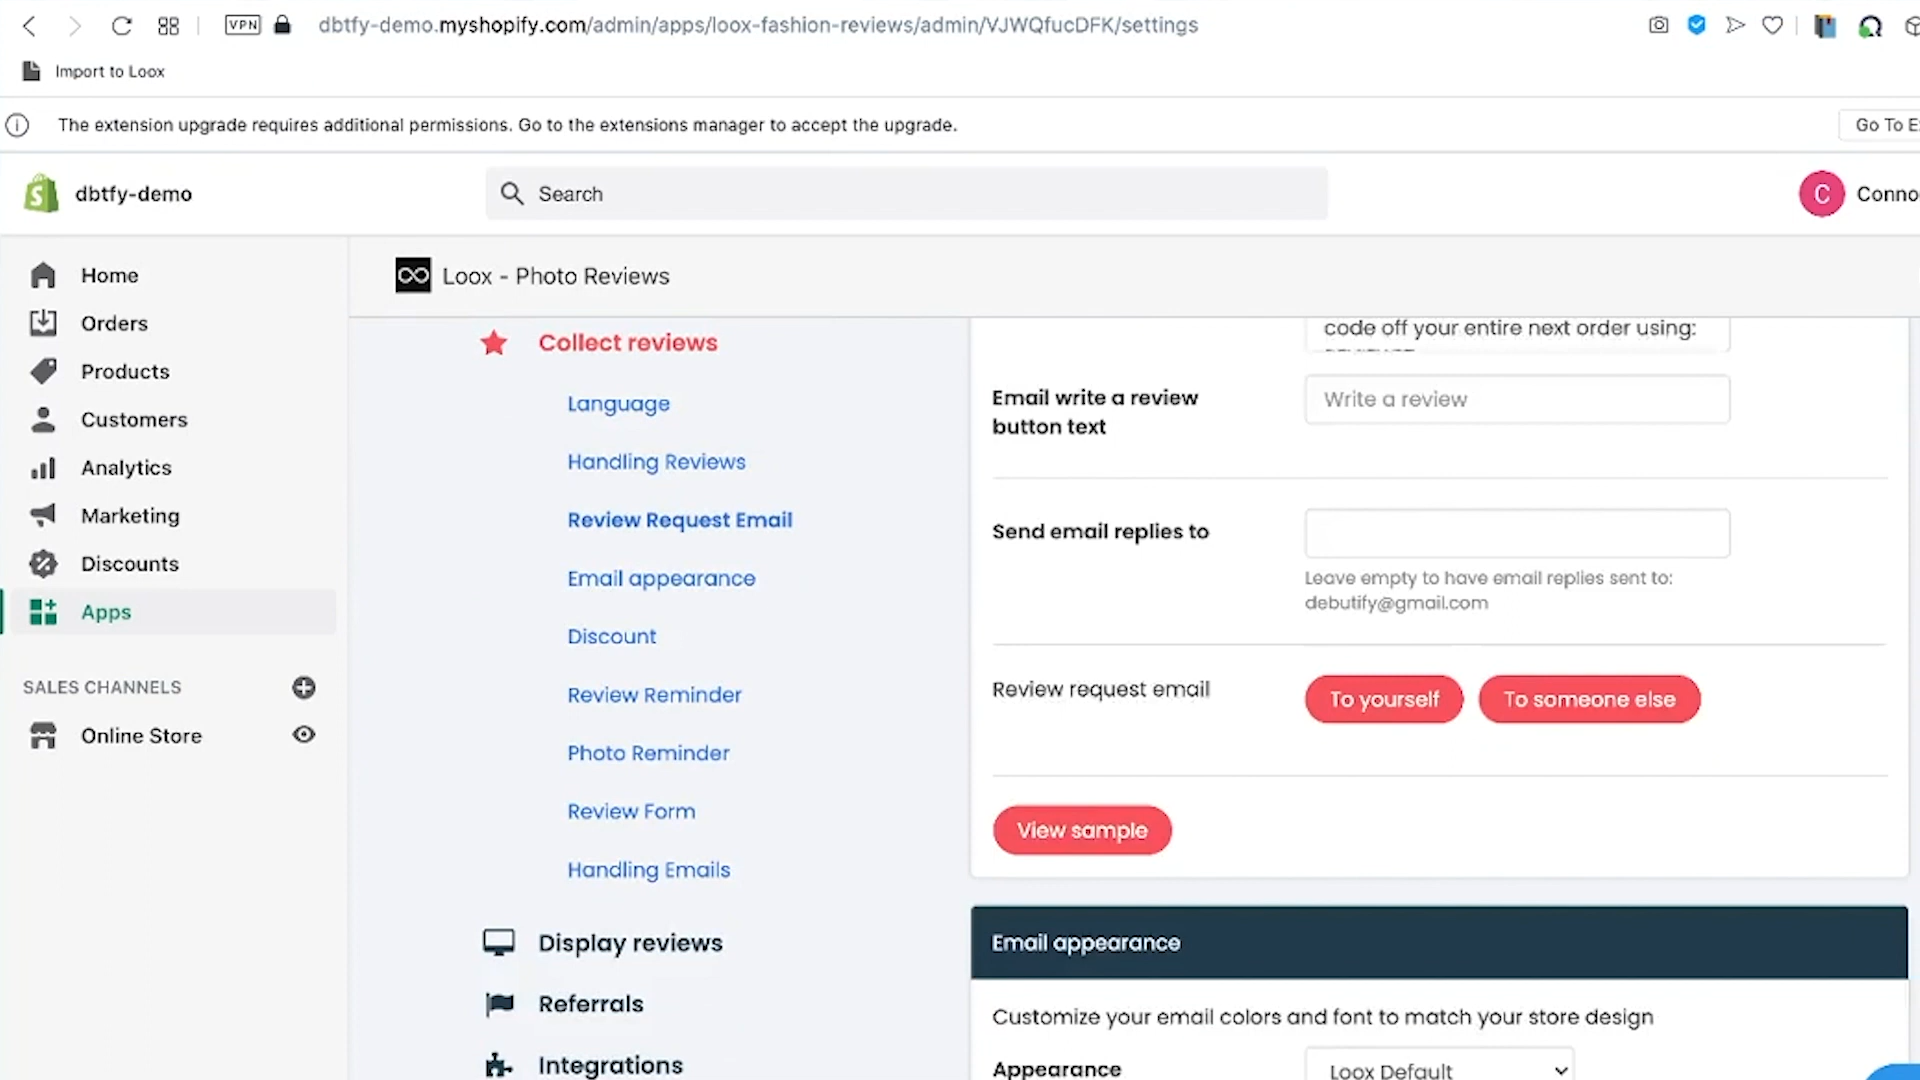 VPN
dbtfy-demo.myshopify.com/admin/apps/loox-fashion-reviews/admin/VJWQfucDFK/settings
Import to Loox
The extension upgrade requires additional permissions. Go to the extensions manager to accept the upgrade.
Go To E
dbtfy-demo
Search
C
Conno
Home
Orders
Products
Customers
Analytics
Marketing
Discounts
Apps
SALES CHANNELS
Online Store
Loox - Photo Reviews
Collect reviews
Language
Handling Reviews
Review Request Email
Email appearance
Discount
Review Reminder
Photo Reminder
Review Form
Handling Emails
Display reviews
Referrals
Integrations
code off your entire next order using:
Email write a review
button text
Write a review
Send email replies to
Leave empty to have email replies sent to:
debutify@gmail.com
Review request email
To yourself
To someone else
View sample
Email appearance
Customize your email colors and font to match your store design
Appearance
Loox Default